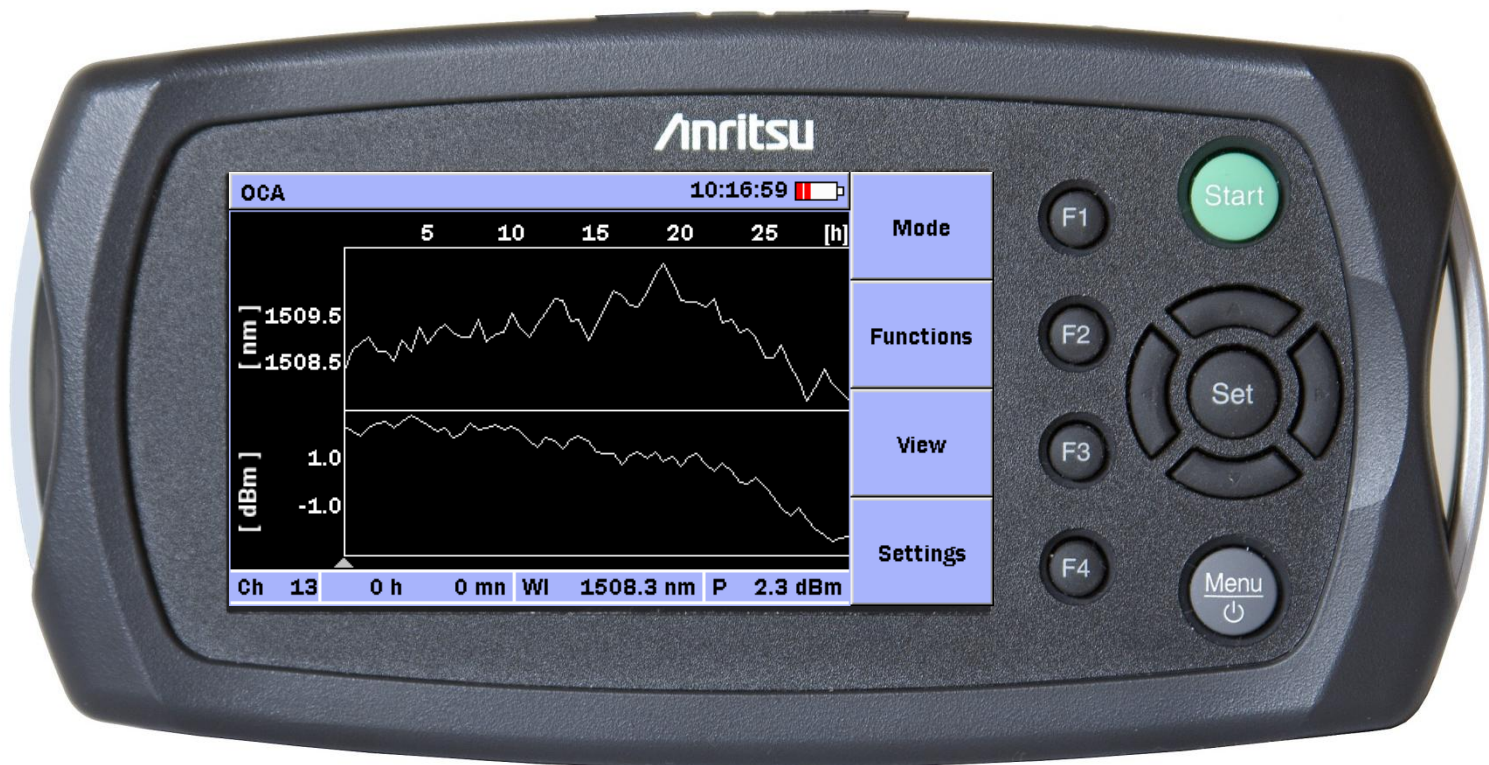 Anritsu
OCA 10:16:59
5 10 15 20 25 [h]
[nm]
1509.5
1508.5
[dBm]
1.0
-1.0
Ch 13 0 h 0 mn Wl 1508.3 nm P 2.3 dBm
Mode
Functions
View
Settings
F1
F2
F3
F4
Start
Set
Menu